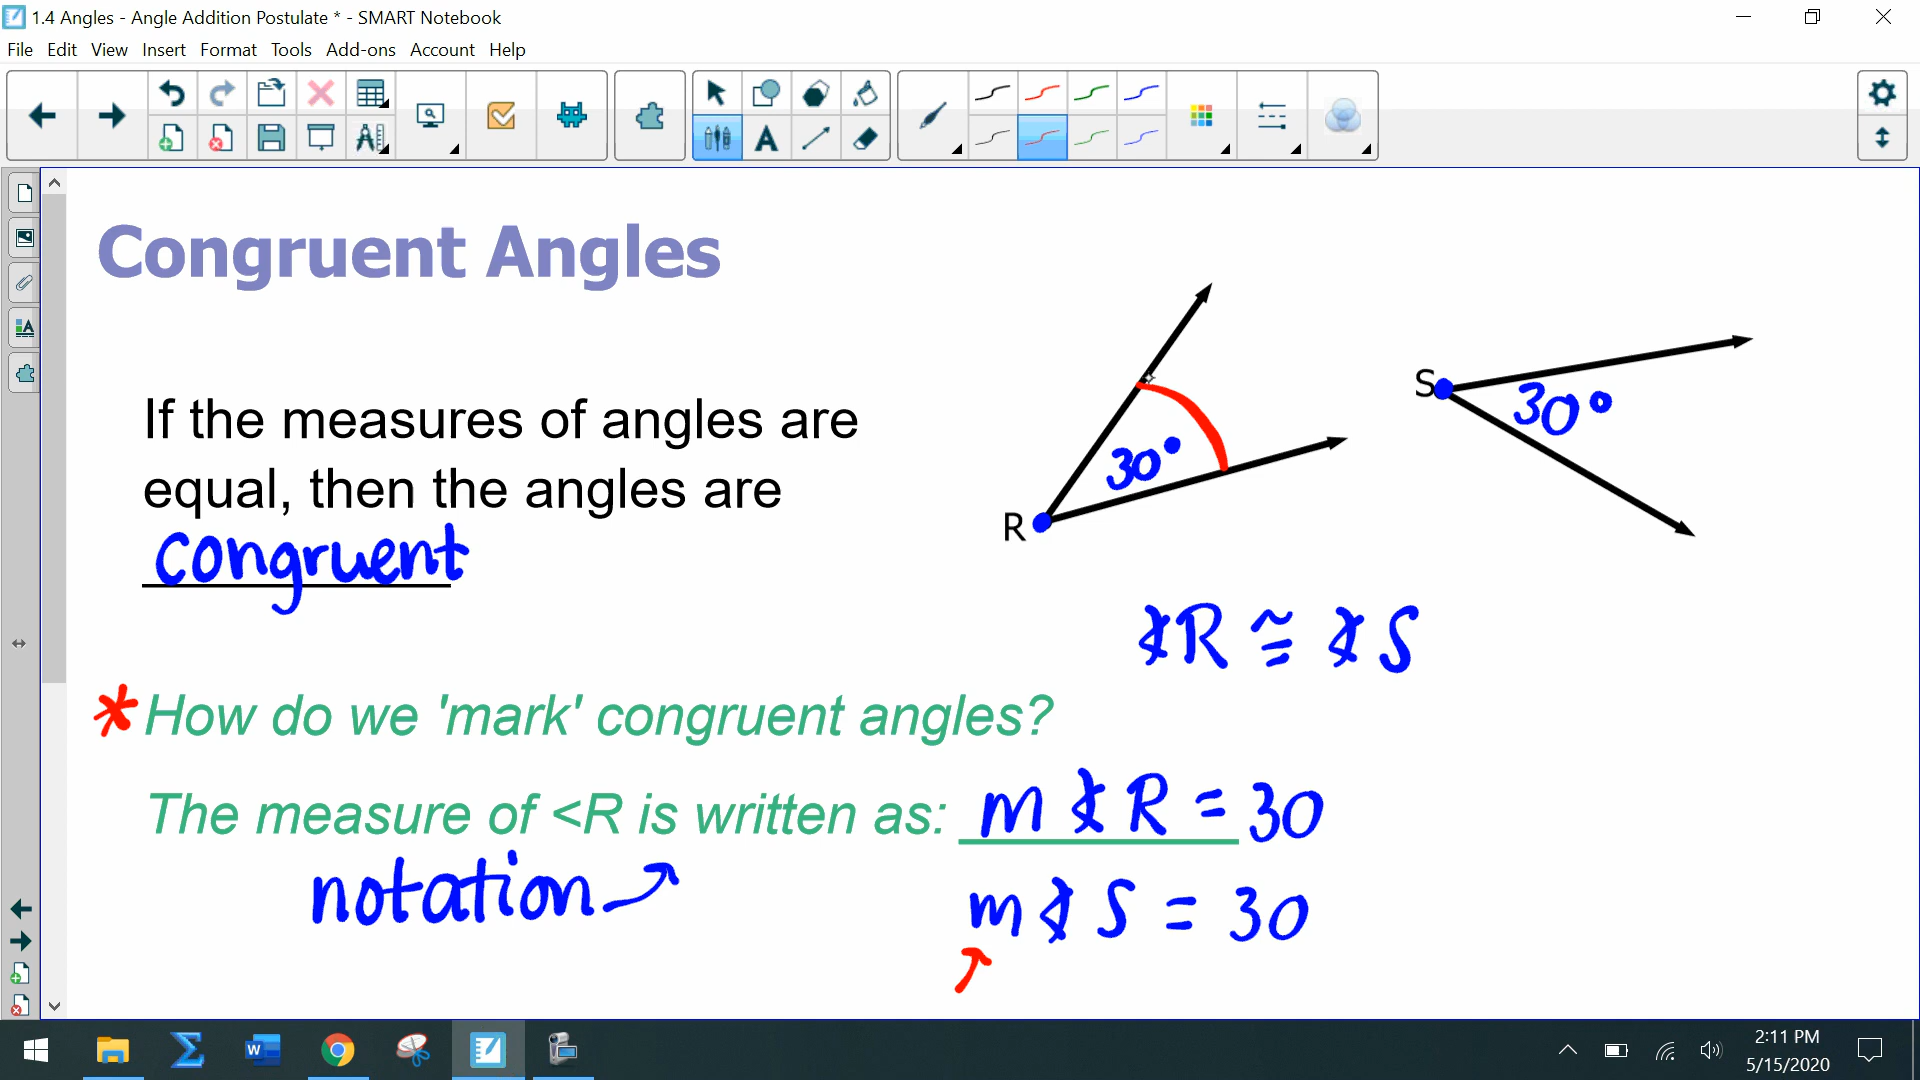 1.4 Angles - Angle Addition Postulate * - SMART Notebook
File Edit View Insert Format Tools Add-ons Account Help
Congruent Angles
If the measures of angles are
equal, then the angles are
congruent
R
30°
S
30°
∡R ≅ ∡S
* How do we 'mark' congruent angles?
The measure of <R is written as: m∡R = 30
notation
m∡S = 30
2:11 PM
5/15/2020